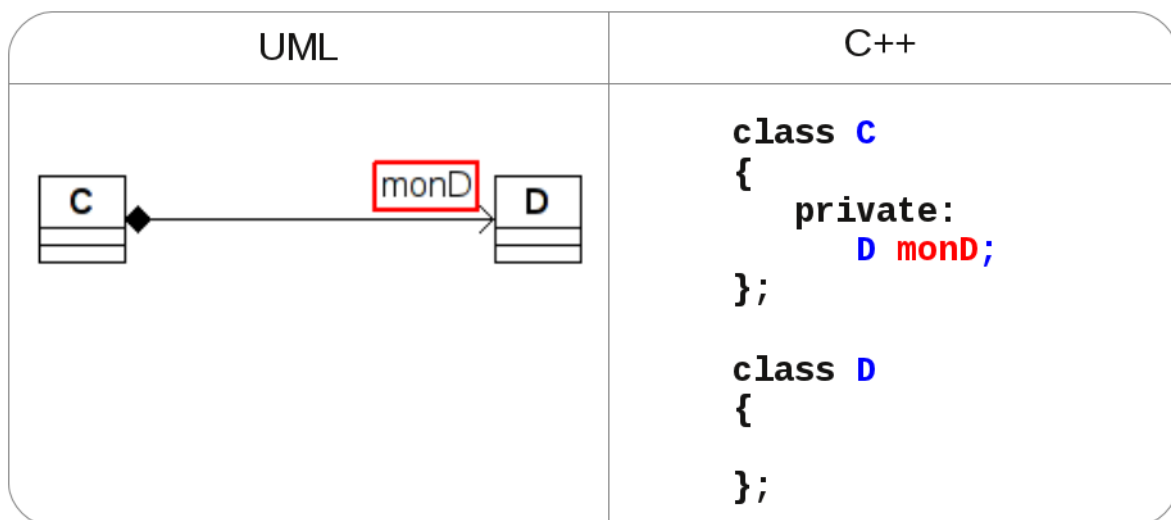 UML
C++
C
monD
D
class C
{
private:
D monD;
};
class D
{
};